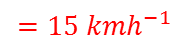 = 15 kmh⁻¹